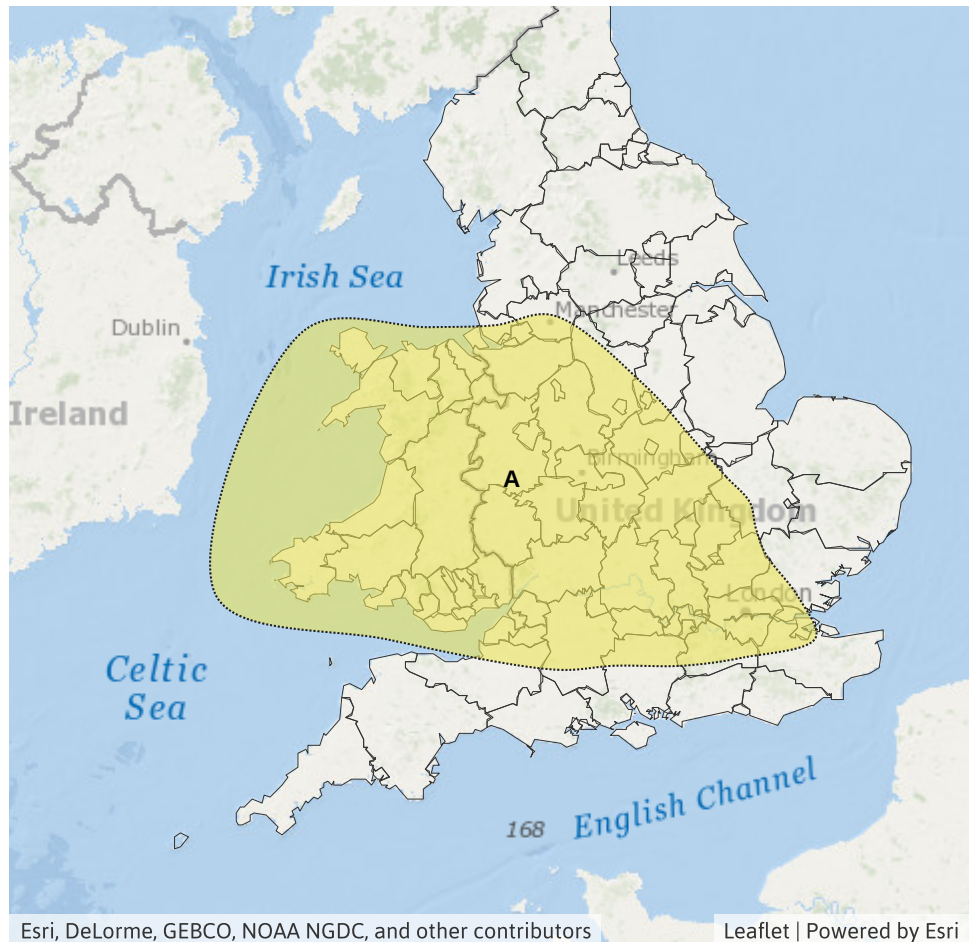 Leeds
Irish Sea
Manchester
Dublin
Ireland
Birmingham
A
United Kingdom
London
Celtic
Sea
English Channel
168
Esri, DeLorme, GEBCO, NOAA NGDC, and other contributors
Leaflet | Powered by Esri